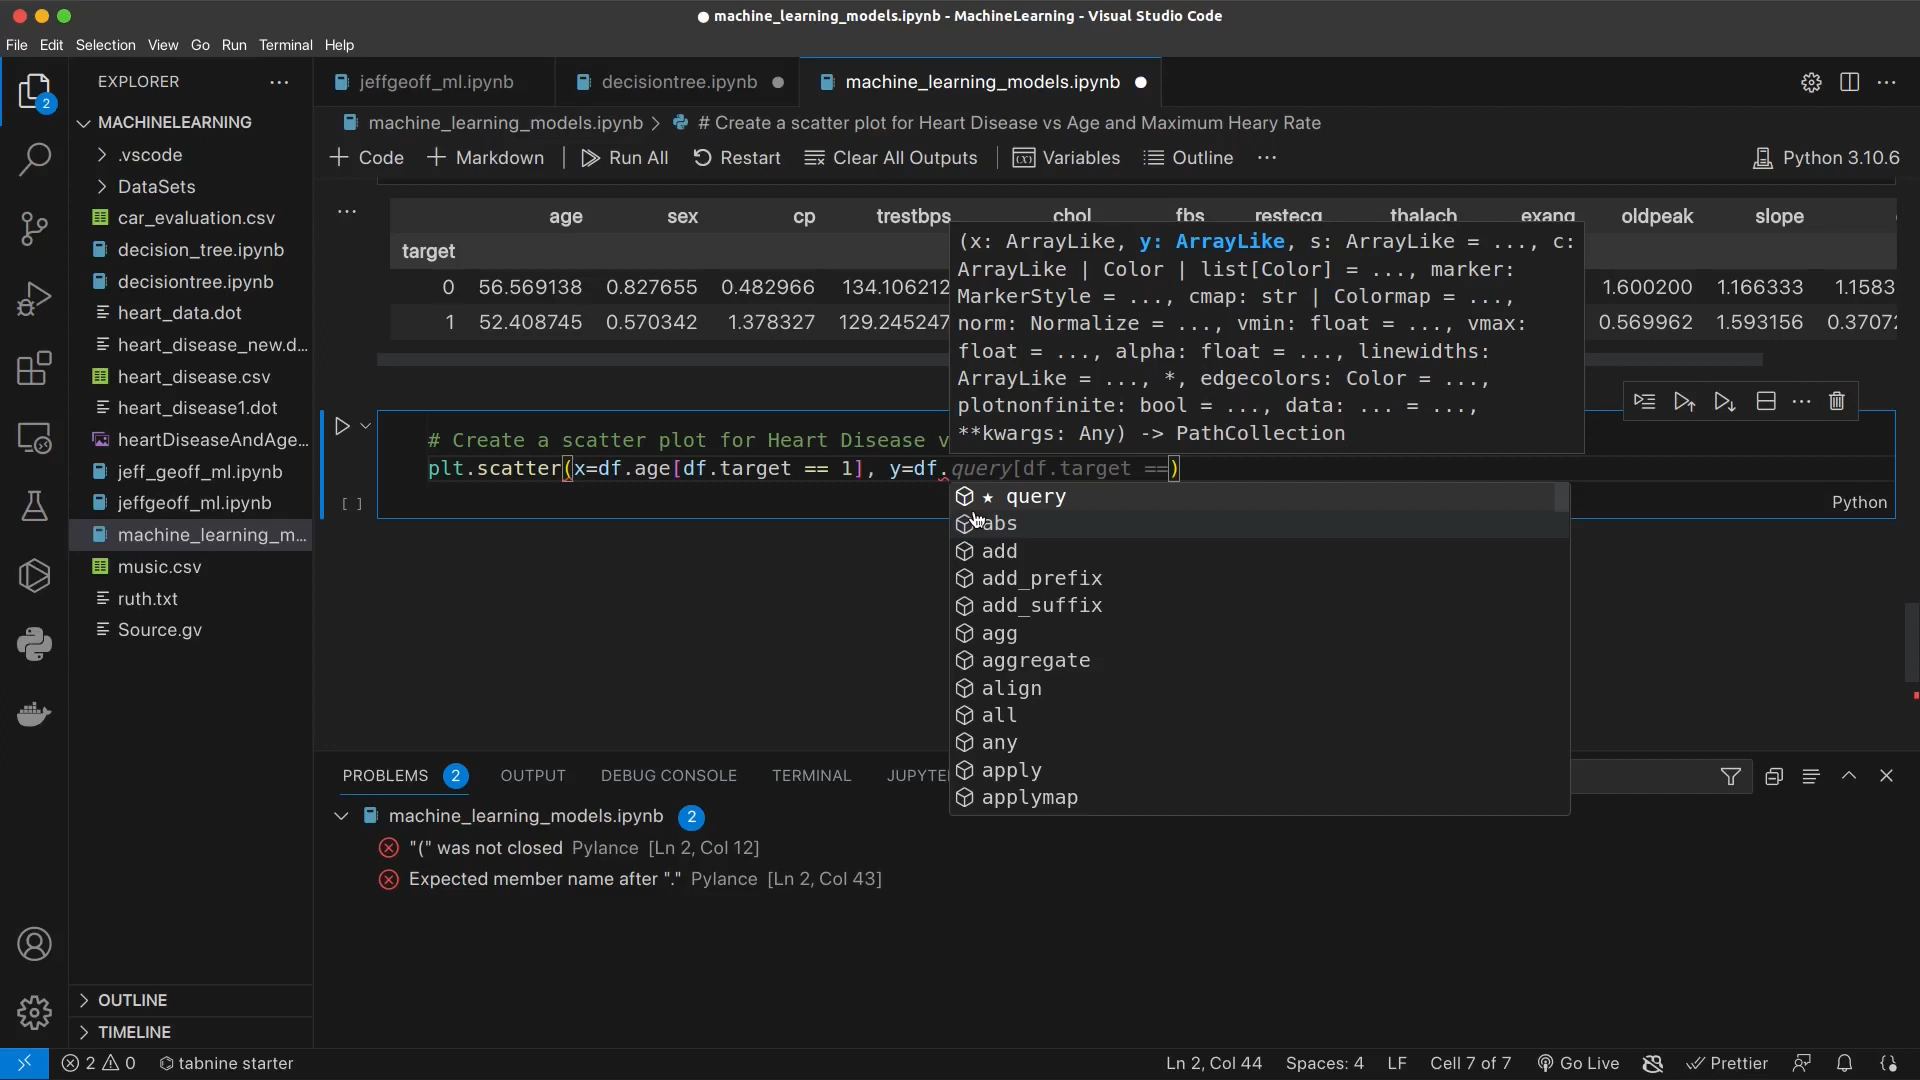 ● machine_learning_models.ipynb - MachineLearning - Visual Studio Code
File Edit Selection View Go Run Terminal Help
EXPLORER ···
2
MACHINELEARNING
.vscode
DataSets
car_evaluation.csv
decision_tree.ipynb
decisiontree.ipynb
heart_data.dot
heart_disease_new.d...
heart_disease.csv
heart_disease1.dot
heartDiseaseAndAge...
jeff_geoff_ml.ipynb
jeffgeoff_ml.ipynb
machine_learning_m...
music.csv
ruth.txt
Source.gv
OUTLINE
TIMELINE
jeffgeoff_ml.ipynb decisiontree.ipynb ● machine_learning_models.ipynb ●
machine_learning_models.ipynb > # Create a scatter plot for Heart Disease vs Age and Maximum Heary Rate
+ Code + Markdown Run All Restart Clear All Outputs Variables Outline ··· Python 3.10.6
age sex cp trestbps chol fbs restecg thalach exang oldpeak slope
target
0 56.569138 0.827655 0.482966 134.106212 1.600200 1.166333 1.1583
1 52.408745 0.570342 1.378327 129.245247 0.569962 1.593156 0.3707
(x: ArrayLike, y: ArrayLike, s: ArrayLike = ..., c:
ArrayLike | Color | list[Color] = ..., marker:
MarkerStyle = ..., cmap: str | Colormap = ...,
norm: Normalize = ..., vmin: float = ..., vmax:
float = ..., alpha: float = ..., linewidths:
ArrayLike = ..., *, edgecolors: Color = ...,
plotnonfinite: bool = ..., data: ... = ...,
**kwargs: Any) -> PathCollection
# Create a scatter plot for Heart Disease v
plt.scatter(x=df.age[df.target == 1], y=df.query[df.target ==)
[ ]
Python
★ query
abs
add
add_prefix
add_suffix
agg
aggregate
align
all
any
apply
applymap
PROBLEMS 2 OUTPUT DEBUG CONSOLE TERMINAL JUPYTE
machine_learning_models.ipynb 2
"(" was not closed Pylance [Ln 2, Col 12]
Expected member name after "." Pylance [Ln 2, Col 43]
2 0 tabnine starter Ln 2, Col 44 Spaces: 4 LF Cell 7 of 7 Go Live Prettier